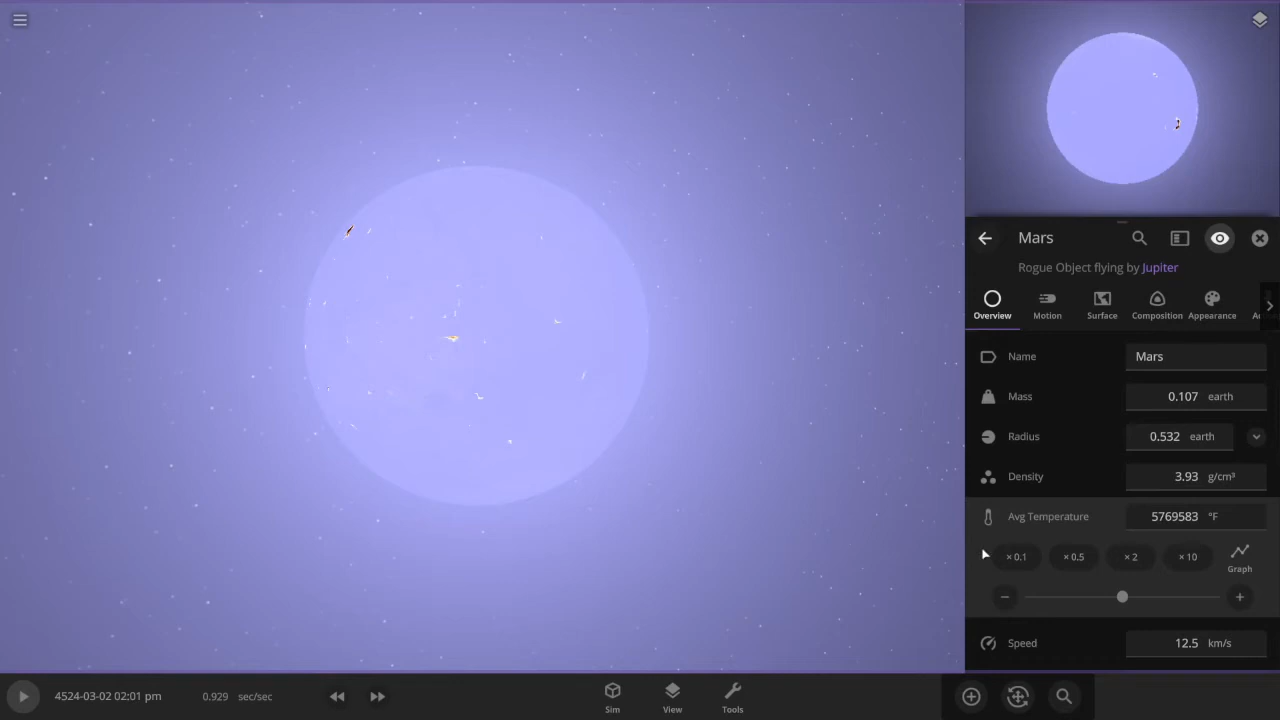 Mars
Rogue Object flying by Jupiter
Overview
Motion
Surface
Composition
Appearance
Name
Mars
Mass
0.107 earth
Radius
0.532 earth
Density
3.93 g/cm³
Avg Temperature
5769583 °F
× 0.1
× 0.5
× 2
× 10
Graph
Speed
12.5 km/s
4524-03-02 02:01 pm
0.929 sec/sec
Sim
View
Tools